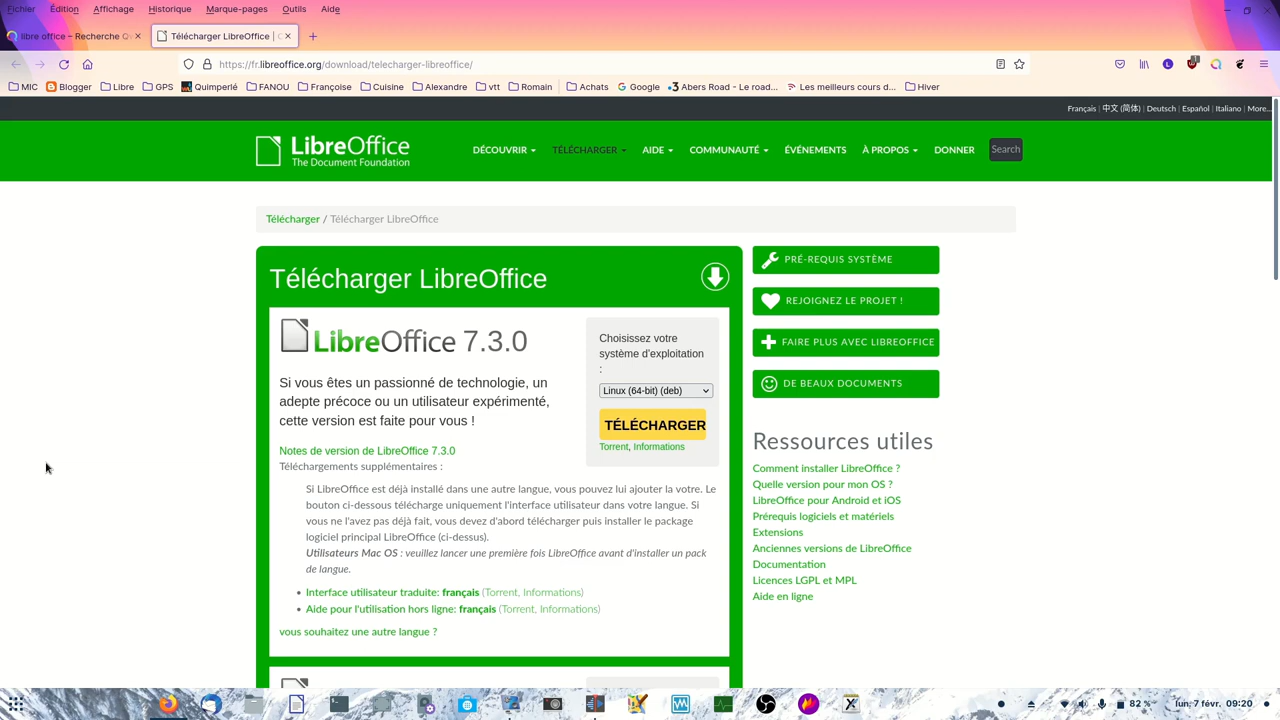 Fichier Édition Affichage Historique Marque-pages Outils Aide
libre office – Recherche
Télécharger LibreOffice |
https://fr.libreoffice.org/download/telecharger-libreoffice/
MIC Blogger Libre GPS Quimperlé FANOU Françoise Cuisine Alexandre vtt Romain Achats Google Abers Road - Le road... Les meilleurs cours d... Hiver
Français | 中文 (简体) | Deutsch | Español | Italiano | More...
LibreOffice
The Document Foundation
DÉCOUVRIR TÉLÉCHARGER AIDE COMMUNAUTÉ ÉVÉNEMENTS À PROPOS DONNER Search
Télécharger / Télécharger LibreOffice
Télécharger LibreOffice
LibreOffice 7.3.0
Si vous êtes un passionné de technologie, un
adepte précoce ou un utilisateur expérimenté,
cette version est faite pour vous !
Choisissez votre
système d'exploitation
:
Linux (64-bit) (deb)
TÉLÉCHARGER
Torrent, Informations
Notes de version de LibreOffice 7.3.0
Téléchargements supplémentaires :
Si LibreOffice est déjà installé dans une autre langue, vous pouvez lui ajouter la votre. Le
bouton ci-dessous télécharge uniquement l'interface utilisateur dans votre langue. Si
vous ne l'avez pas déjà fait, vous devez d'abord télécharger puis installer le package
logiciel principal LibreOffice (ci-dessus).
Utilisateurs Mac OS : veuillez lancer une première fois LibreOffice avant d'installer un pack
de langue.
• Interface utilisateur traduite: français (Torrent, Informations)
• Aide pour l'utilisation hors ligne: français (Torrent, Informations)
vous souhaitez une autre langue ?
PRÉ-REQUIS SYSTÈME
REJOIGNEZ LE PROJET !
FAIRE PLUS AVEC LIBREOFFICE
DE BEAUX DOCUMENTS
Ressources utiles
Comment installer LibreOffice ?
Quelle version pour mon OS ?
LibreOffice pour Android et iOS
Prérequis logiciels et matériels
Extensions
Anciennes versions de LibreOffice
Documentation
Licences LGPL et MPL
Aide en ligne
82 % lun. 7 févr. 09:20